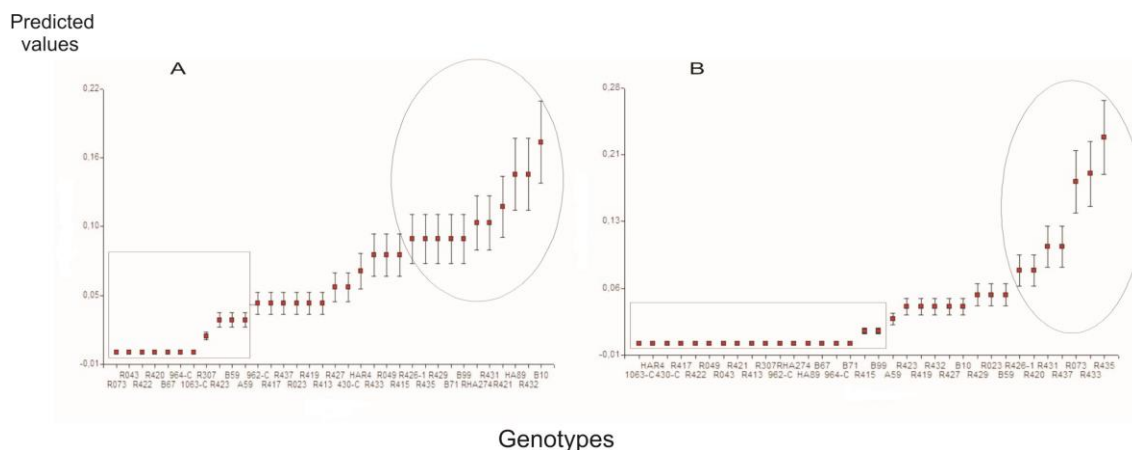 Predicted
values
A
B
0,22
0,16
0,10
0,05
-0,01
0,28
0,21
0,13
0,06
-0,01
R043 R420 964-C R307 B59 962-C R437 R419 R427 HAR4 R049 R426-1 R429 B99 R431 HA89 B10
R073 R422 B67 1063-C R423 A59 R417 R023 R413 430-C R433 R415 R435 B71 RHA274 R421 R432
HAR4 R417 R049 R421 R307 RHA274 B67 B71 B99 R423 R432 B10 R023 R426-1 R431 R073 R435
1063-C 430-C R422 R043 R413 962-C HA89 964-C R415 A59 R419 R427 R429 B59 R420 R437 R433
Genotypes